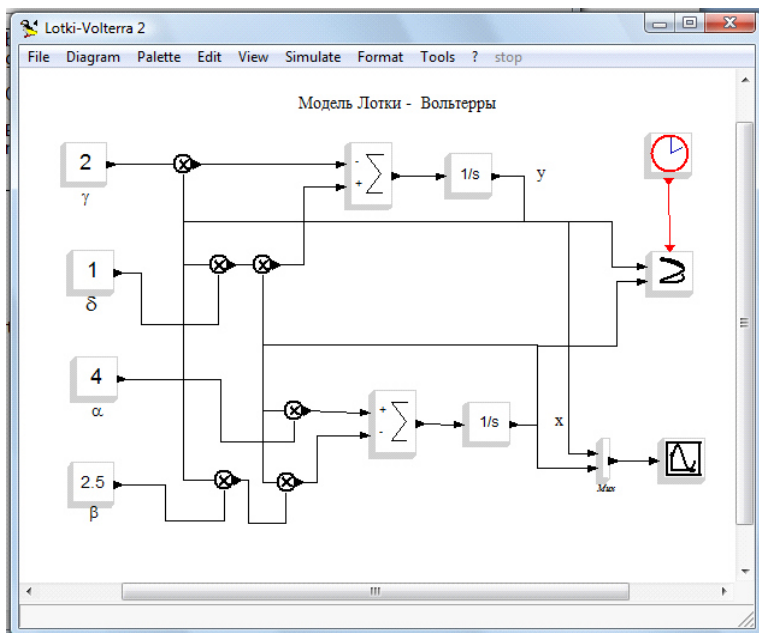 Lotki-Volterra 2
File Diagram Palette Edit View Simulate Format Tools ? stop
Модель Лотки - Вольтерры
2
γ
- +
1/s
y
1
δ
4
α
+ -
1/s
x
2.5
β
Mux